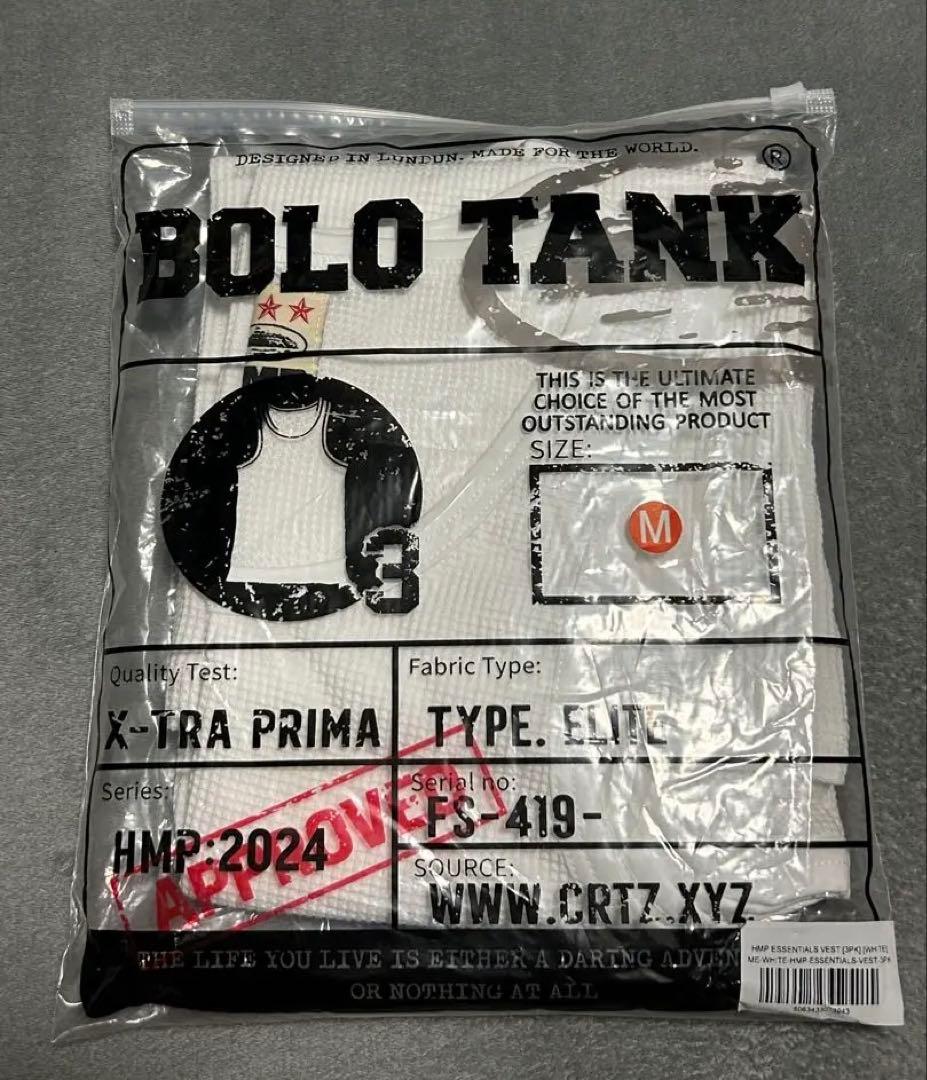 DESIGNED IN LUNDUN. MADE FOR THE WORLD.
®
BOLO TANK
THIS IS THE ULTIMATE
CHOICE OF THE MOST
OUTSTANDING PRODUCT
SIZE:
M
3
Quality Test:
X-TRA PRIMA
Fabric Type:
TYPE. ELITE
Series:
HMP:2024
APPROVED
Serial no:
FS-419-
SOURCE:
WWW.CRTZ.XYZ
THE LIFE YOU LIVE IS EITHER A DARING ADVEN
OR NOTHING AT ALL
HMP ESSENTIALS VEST [3PK] [WHITE]
ME-WHITE-HMP-ESSENTIALS-VEST-3PK